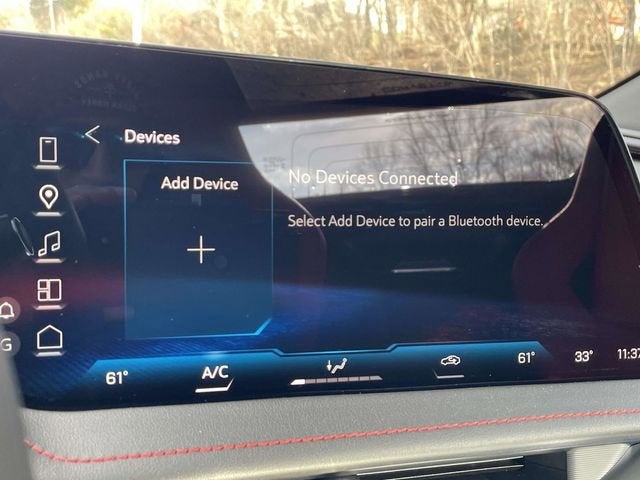 Devices
Add Device
No Devices Connected
Select Add Device to pair a Bluetooth device.
G
61°
A/C
61°
33°
11:37